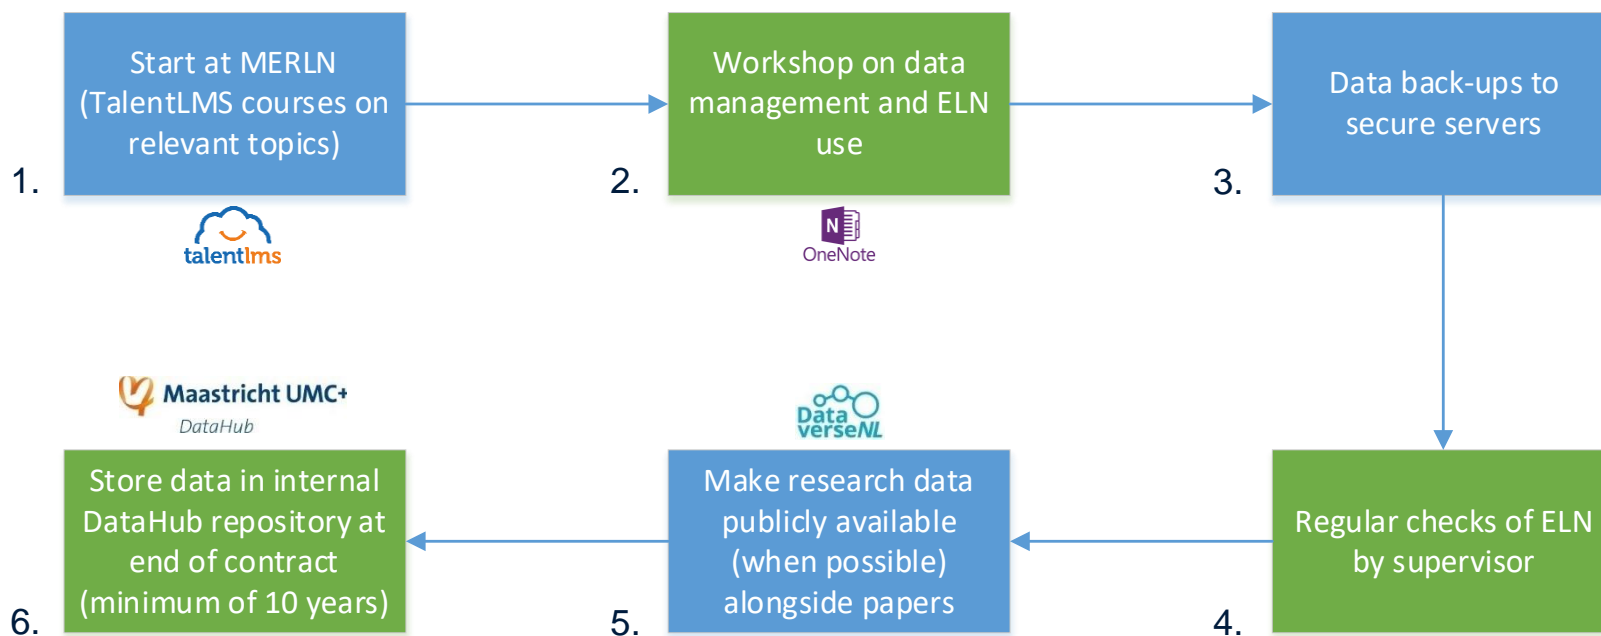 1.
Start at MERLN
(TalentLMS courses on
relevant topics)
talentlms
2.
Workshop on data
management and ELN
use
N
OneNote
3.
Data back-ups to
secure servers
4.
Regular checks of ELN
by supervisor
Data
verseNL
5.
Make research data
publicly available
(when possible)
alongside papers
Maastricht UMC+
DataHub
6.
Store data in internal
DataHub repository at
end of contract
(minimum of 10 years)